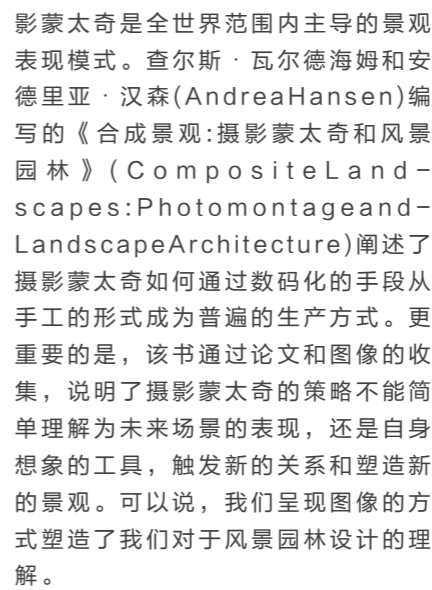 影蒙太奇是全世界范围内主导的景观
表现模式。查尔斯·瓦尔德海姆和安
德里亚·汉森(AndreaHansen)编
写的《合成景观:摄影蒙太奇和风景
园林》(CompositeLand-
scapes:Photomontageand-
LandscapeArchitecture)阐述了
摄影蒙太奇如何通过数码化的手段从
手工的形式成为普遍的生产方式。更
重要的是，该书通过论文和图像的收
集，说明了摄影蒙太奇的策略不能简
单理解为未来场景的表现，还是自身
想象的工具，触发新的关系和塑造新
的景观。可以说，我们呈现图像的方
式塑造了我们对于风景园林设计的理
解。